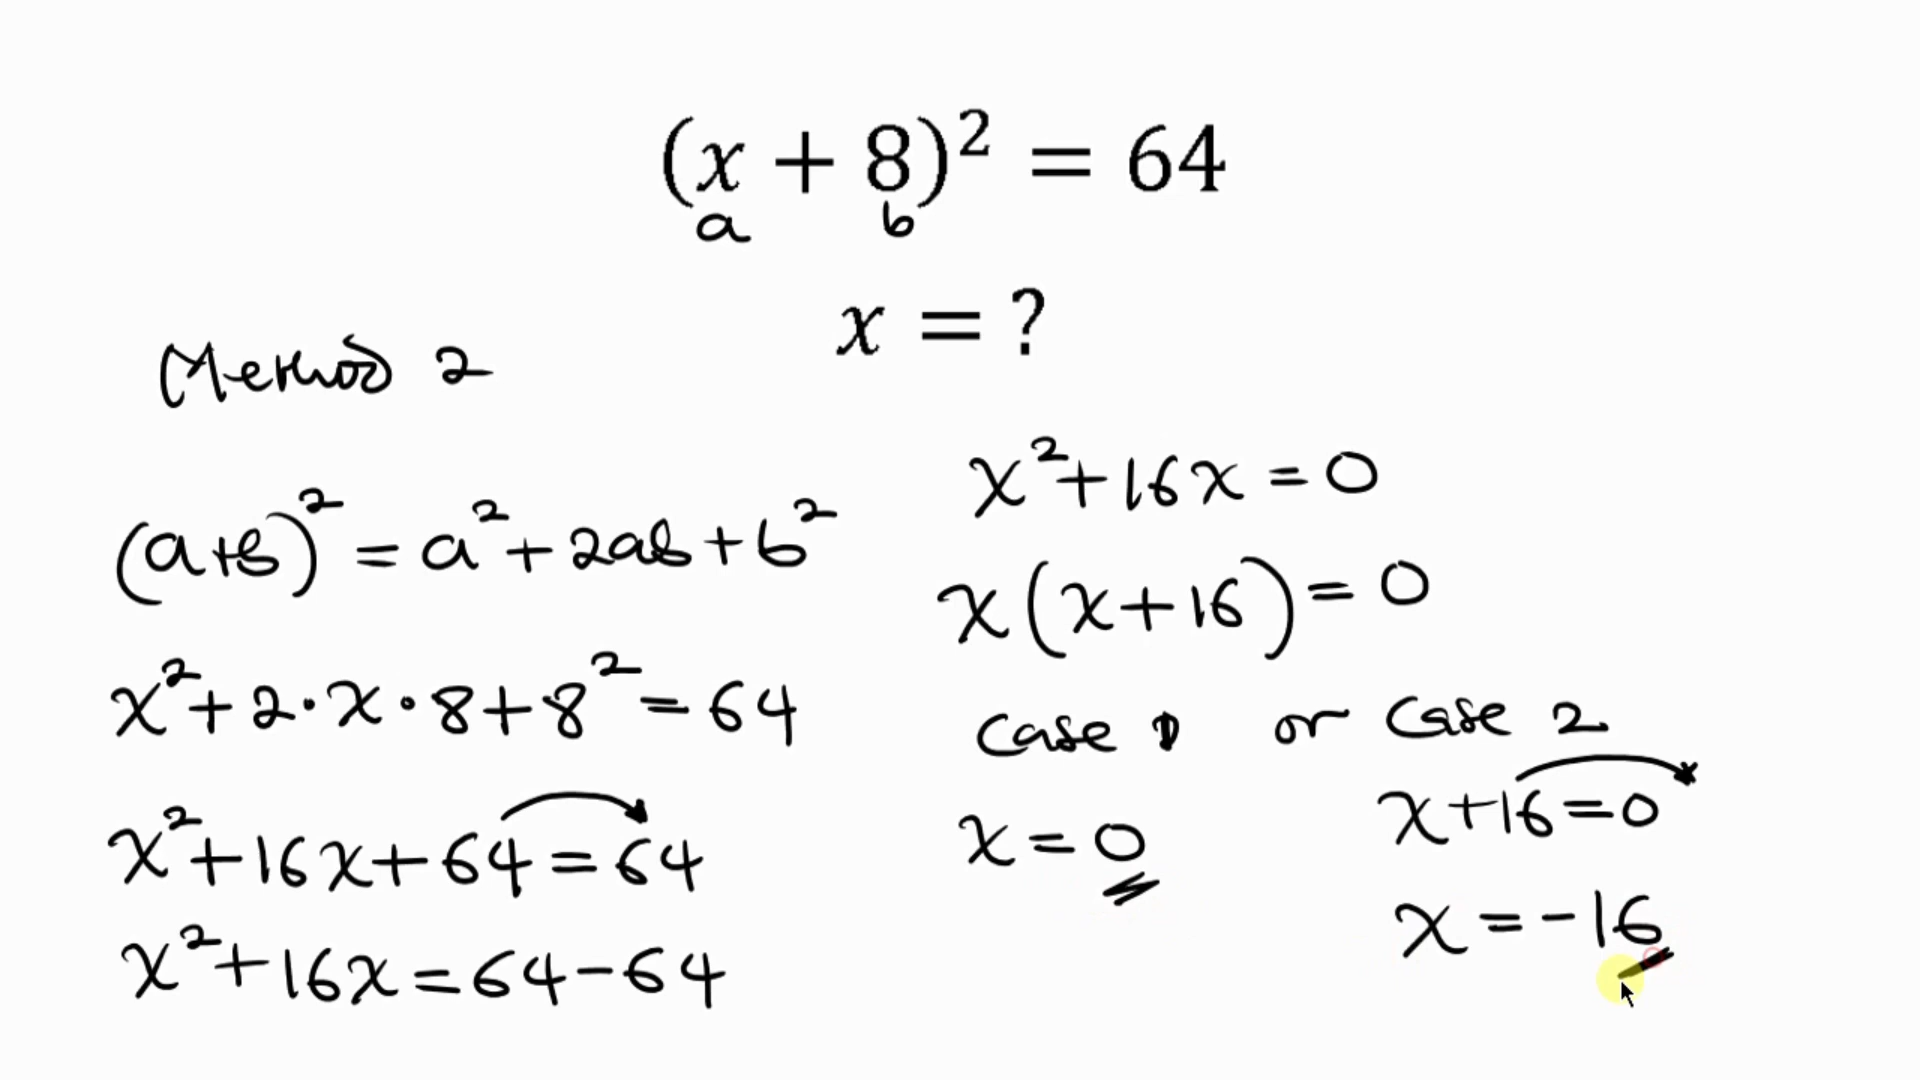 (x + 8)² = 64
a b
x = ?
Method 2
(a+b)² = a² + 2ab + b²
x² + 2·x·8 + 8² = 64
x² + 16x + 64 = 64
x² + 16x = 64 - 64
x² + 16x = 0
x(x + 16) = 0
Case 1 or Case 2
x = 0
x + 16 = 0
x = -16